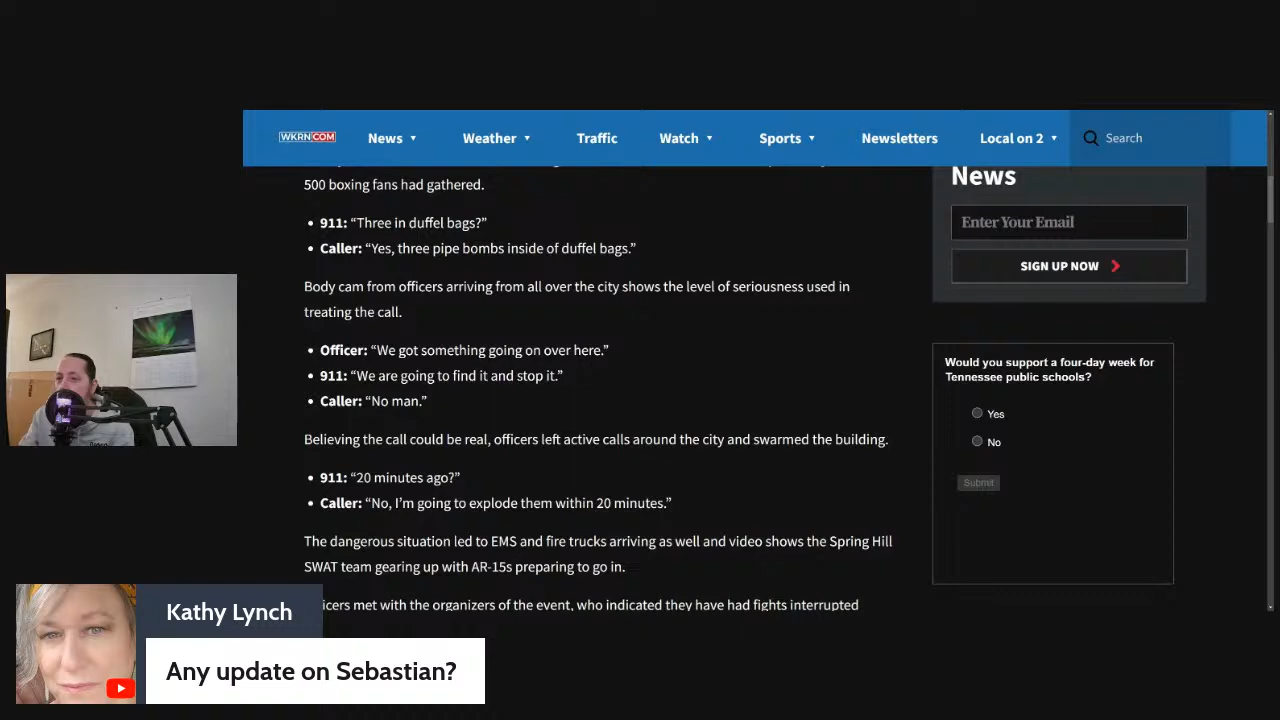 WKRN.COM News Weather Traffic Watch Sports Newsletters Local on 2 Search
500 boxing fans had gathered.
• 911: “Three in duffel bags?”
• Caller: “Yes, three pipe bombs inside of duffel bags.”
Body cam from officers arriving from all over the city shows the level of seriousness used in
treating the call.
• Officer: “We got something going on over here.”
• 911: “We are going to find it and stop it.”
• Caller: “No man.”
Believing the call could be real, officers left active calls around the city and swarmed the building.
• 911: “20 minutes ago?”
• Caller: “No, I’m going to explode them within 20 minutes.”
The dangerous situation led to EMS and fire trucks arriving as well and video shows the Spring Hill
SWAT team gearing up with AR-15s preparing to go in.
met with the organizers of the event, who indicated they have had fights interrupted
News
Enter Your Email
SIGN UP NOW
Would you support a four-day week for
Tennessee public schools?
Yes
No
Submit
Kathy Lynch
Any update on Sebastian?